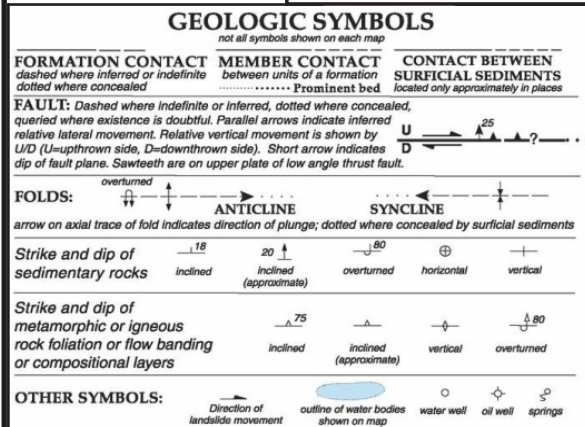 GEOLOGIC SYMBOLS
not all symbols shown on each map
FORMATION CONTACT
dashed where inferred or indefinite
dotted where concealed
MEMBER CONTACT
between units of a formation
Prominent bed
CONTACT BETWEEN
SURFICIAL SEDIMENTS
located only approximately in places
FAULT: Dashed where indefinite or inferred, dotted where concealed,
queried where existence is doubtful. Parallel arrows indicate inferred
relative lateral movement. Relative vertical movement is shown by
U/D (U=upthrown side, D=downthrown side). Short arrow indicates
dip of fault plane. Sawteeth are on upper plate of low angle thrust fault.
U
D
25
?
FOLDS:
overturned
ANTICLINE
SYNCLINE
arrow on axial trace of fold indicates direction of plunge; dotted where concealed by surficial sediments
Strike and dip of
sedimentary rocks
18
inclined
20
inclined
(approximate)
80
overturned
horizontal
vertical
Strike and dip of
metamorphic or igneous
rock foliation or flow banding
or compositional layers
75
inclined
inclined
(approximate)
vertical
80
overturned
OTHER SYMBOLS:
Direction of
landslide movement
outline of water bodies
shown on map
water well
oil well
springs